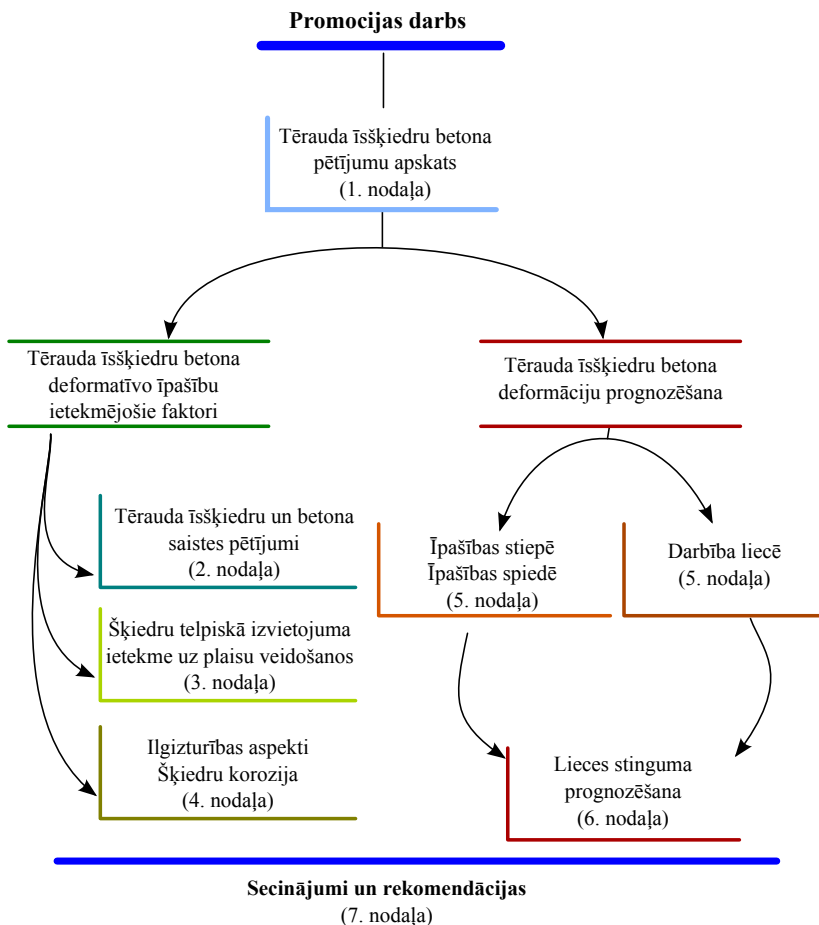 Promocijas darbs
Tērauda īsšķiedru betona
pētījumu apskats
(1. nodaļa)
Tērauda īsšķiedru betona
deformatīvo īpašību
ietekmējošie faktori
Tērauda īsšķiedru betona
deformāciju prognozēšana
Tērauda īsšķiedru un betona
saistes pētījumi
(2. nodaļa)
Šķiedru telpiskā izvietojuma
ietekme uz plaisu veidošanos
(3. nodaļa)
Ilgizturības aspekti
Šķiedru korozija
(4. nodaļa)
Īpašības stiepē
Īpašības spiedē
(5. nodaļa)
Darbība liecē
(5. nodaļa)
Lieces stinguma
prognozēšana
(6. nodaļa)
Secinājumi un rekomendācijas
(7. nodaļa)